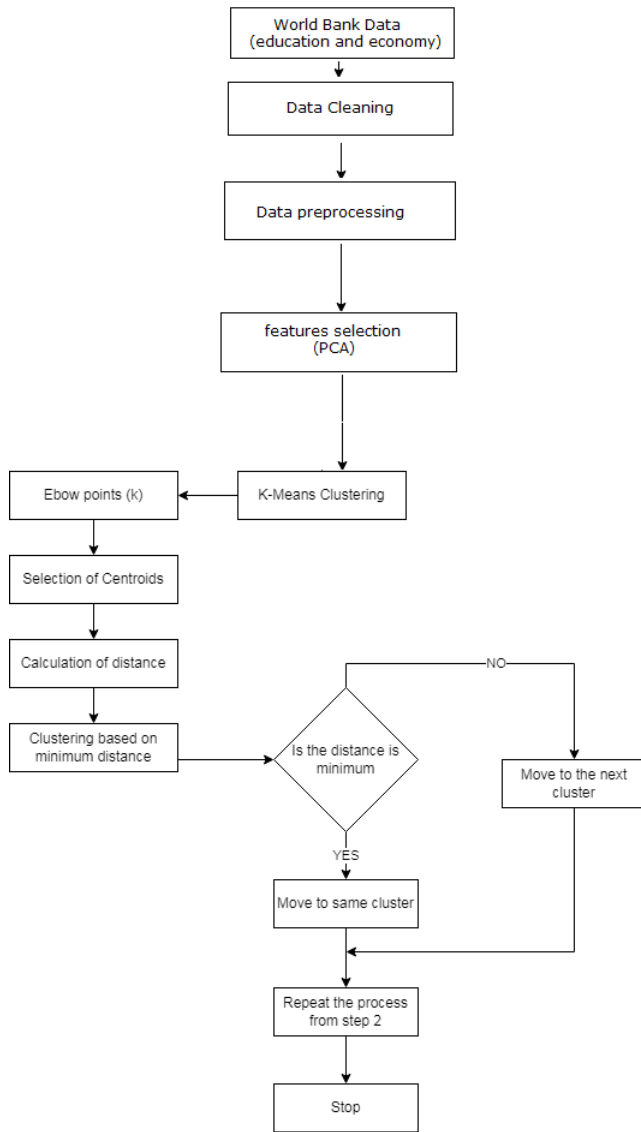 World Bank Data
(education and economy)
Data Cleaning
Data preprocessing
features selection
(PCA)
K-Means Clustering
Ebow points (k)
Selection of Centroids
Calculation of distance
Clustering based on
minimum distance
Is the distance is
minimum
NO
Move to the next
cluster
YES
Move to same cluster
Repeat the process
from step 2
Stop